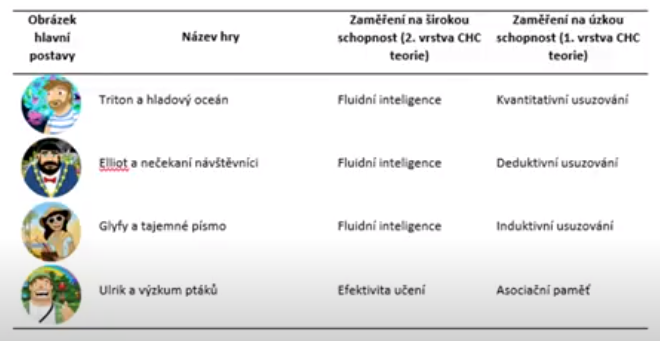 Obrázek hlavní postavy	Název hry	Zaměření na širokou schopnost (2. vrstva CHC teorie)	Zaměření na úzkou schopnost (1. vrstva CHC teorie)
Triton a hladový oceán	Fluidní inteligence	Kvantitativní usuzování
Elliot a nečekaní návštěvníci	Fluidní inteligence	Deduktivní usuzování
Glyfy a tajemné písmo	Fluidní inteligence	Induktivní usuzování
Ulrik a výzkum ptáků	Efektivita učení	Asociační paměť